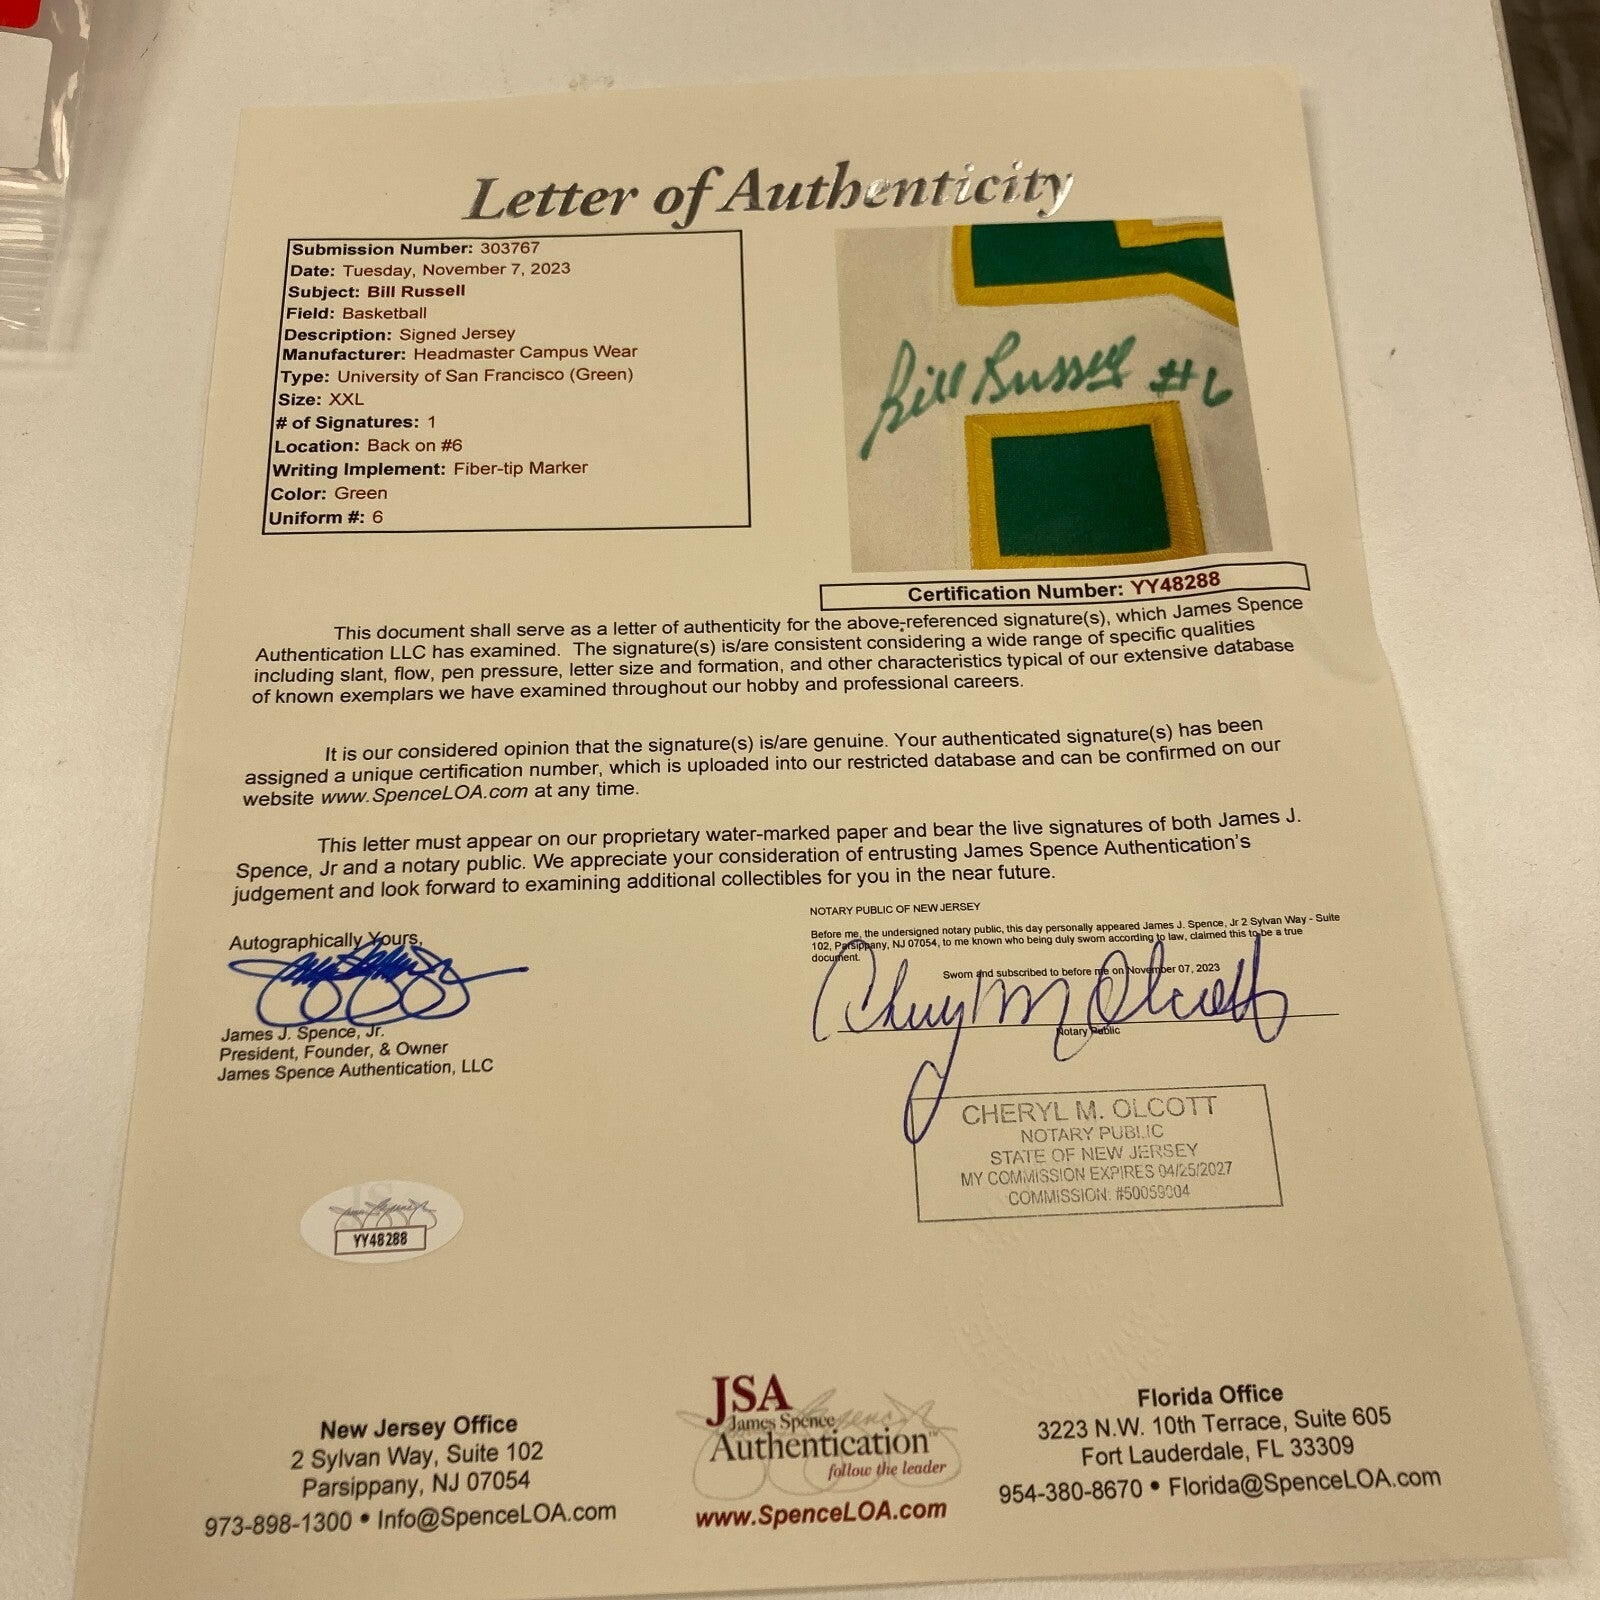 Letter of Authenticity
Submission Number: 303767
Date: Tuesday, November 7, 2023
Subject: Bill Russell
Field: Basketball
Description: Signed Jersey
Manufacturer: Headmaster Campus Wear
Type: University of San Francisco (Green)
Size: XXL
# of Signatures: 1
Location: Back on #6
Writing Implement: Fiber-tip Marker
Color: Green
Uniform #: 6
Bill Russell #6
Certification Number: YY48288
This document shall serve as a letter of authenticity for the above-referenced signature(s), which James Spence
Authentication LLC has examined. The signature(s) is/are consistent considering a wide range of specific qualities
including slant, flow, pen pressure, letter size and formation, and other characteristics typical of our extensive database
of known exemplars we have examined throughout our hobby and professional careers.
It is our considered opinion that the signature(s) is/are genuine. Your authenticated signature(s) has been
assigned a unique certification number, which is uploaded into our restricted database and can be confirmed on our
website www.SpenceLOA.com at any time.
This letter must appear on our proprietary water-marked paper and bear the live signatures of both James J.
Spence, Jr and a notary public. We appreciate your consideration of entrusting James Spence Authentication's
judgement and look forward to examining additional collectibles for you in the near future.
Autographically Yours,
James J. Spence, Jr.
President, Founder, & Owner
James Spence Authentication, LLC
NOTARY PUBLIC OF NEW JERSEY
Before me, the undersigned notary public, this day personally appeared James J. Spence, Jr 2 Sylvan Way - Suite
102, Parsippany, NJ 07054, to me known who being duly sworn according to law, claimed this to be a true
document.
Sworn and subscribed to before me on November 07, 2023
Cheryl M Olcott
Notary Public
CHERYL M. OLCOTT
NOTARY PUBLIC
STATE OF NEW JERSEY
MY COMMISSION EXPIRES 04/25/2027
COMMISSION: #50059004
YY48288
New Jersey Office
2 Sylvan Way, Suite 102
Parsippany, NJ 07054
973-898-1300 • Info@SpenceLOA.com
JSA
James Spence
Authentication™
follow the leader
www.SpenceLOA.com
Florida Office
3223 N.W. 10th Terrace, Suite 605
Fort Lauderdale, FL 33309
954-380-8670 • Florida@SpenceLOA.com